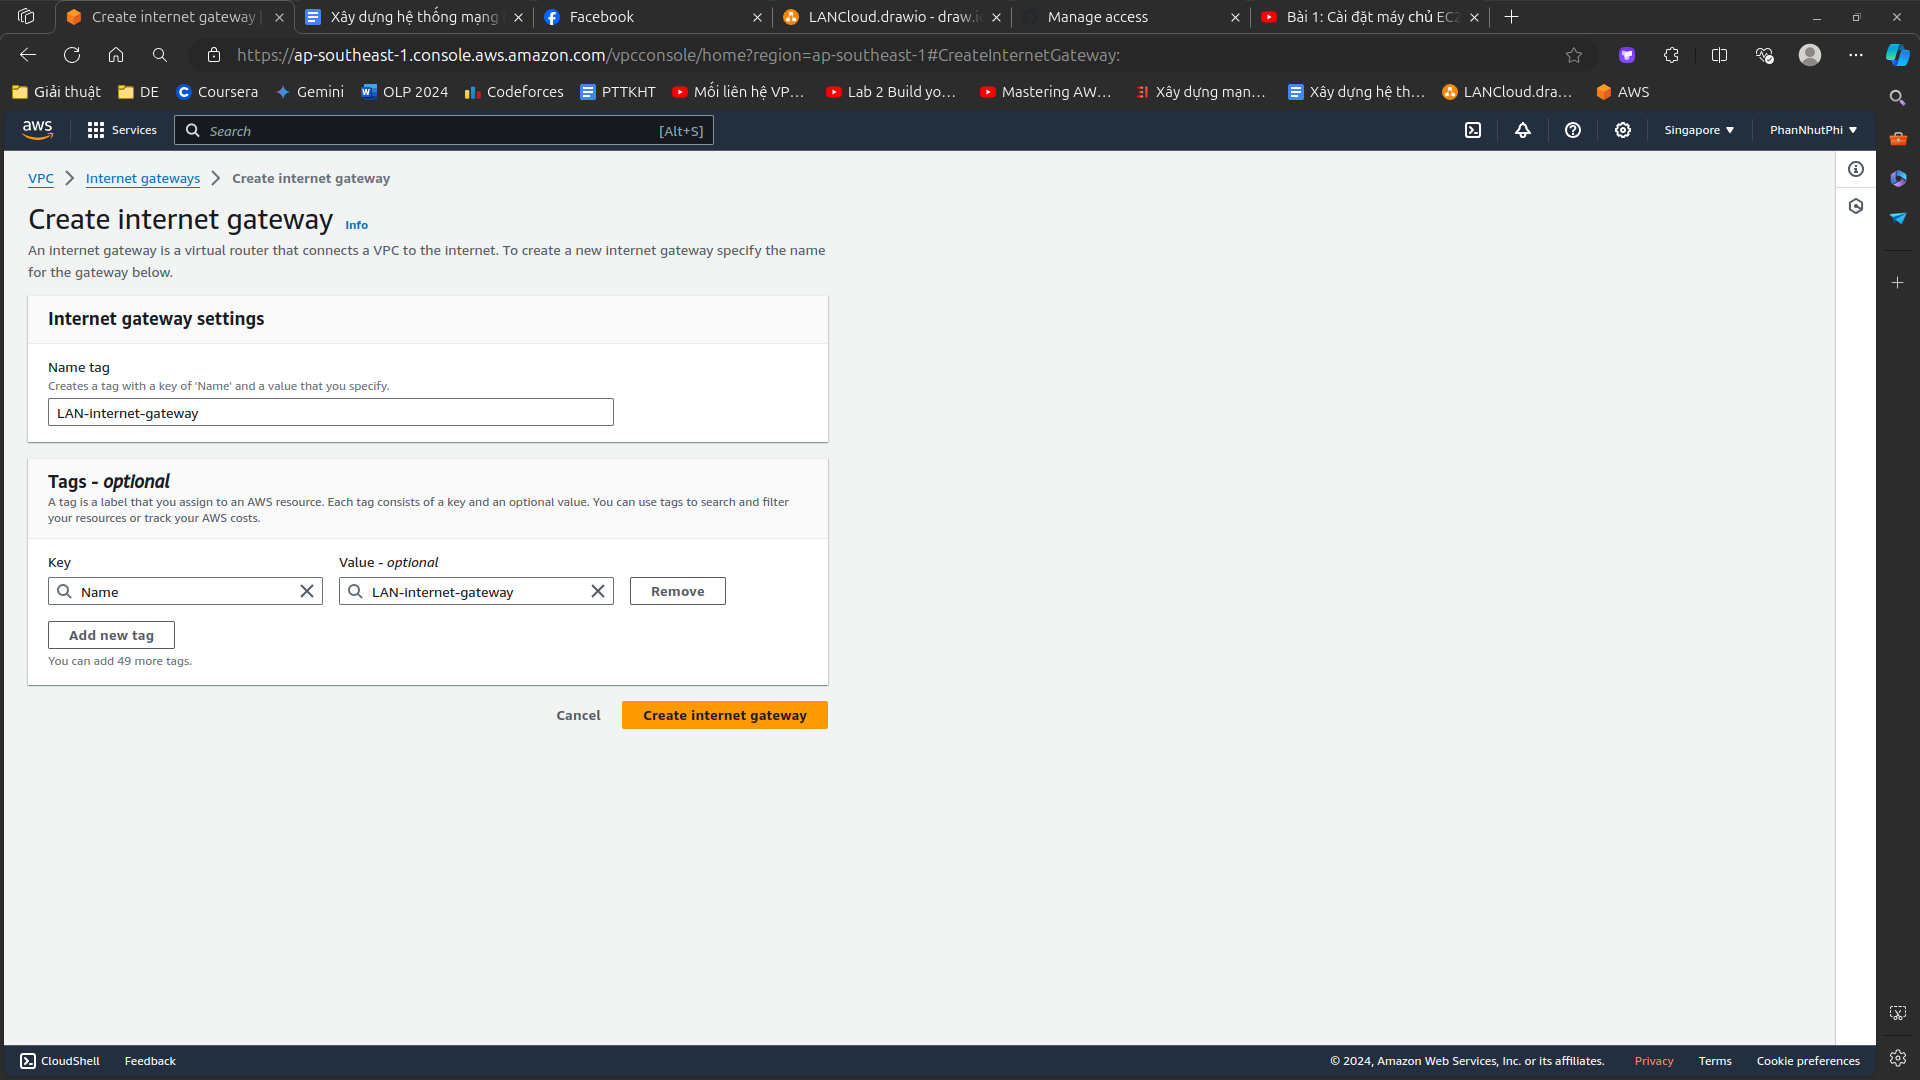 Create internet gateway |
Xây dựng hệ thống mạng
Facebook
LANCloud.drawio - draw.i
Manage access
Bài 1: Cài đặt máy chủ EC2
https://ap-southeast-1.console.aws.amazon.com/vpcconsole/home?region=ap-southeast-1#CreateInternetGateway:
Giải thuật
DE
Coursera
Gemini
OLP 2024
Codeforces
PTTKHT
Mối liên hệ VP...
Lab 2 Build yo...
Mastering AW...
Xây dựng mạn...
Xây dựng hệ th...
LANCloud.dra...
AWS
aws
Services
Search
[Alt+S]
Singapore
PhanNhutPhi
VPC
Internet gateways
Create internet gateway
Create internet gateway Info
An internet gateway is a virtual router that connects a VPC to the internet. To create a new internet gateway specify the name
for the gateway below.
Internet gateway settings
Name tag
Creates a tag with a key of 'Name' and a value that you specify.
LAN-internet-gateway
Tags - optional
A tag is a label that you assign to an AWS resource. Each tag consists of a key and an optional value. You can use tags to search and filter
your resources or track your AWS costs.
Key
Value - optional
Name
LAN-internet-gateway
Remove
Add new tag
You can add 49 more tags.
Cancel
Create internet gateway
CloudShell
Feedback
© 2024, Amazon Web Services, Inc. or its affiliates.
Privacy
Terms
Cookie preferences